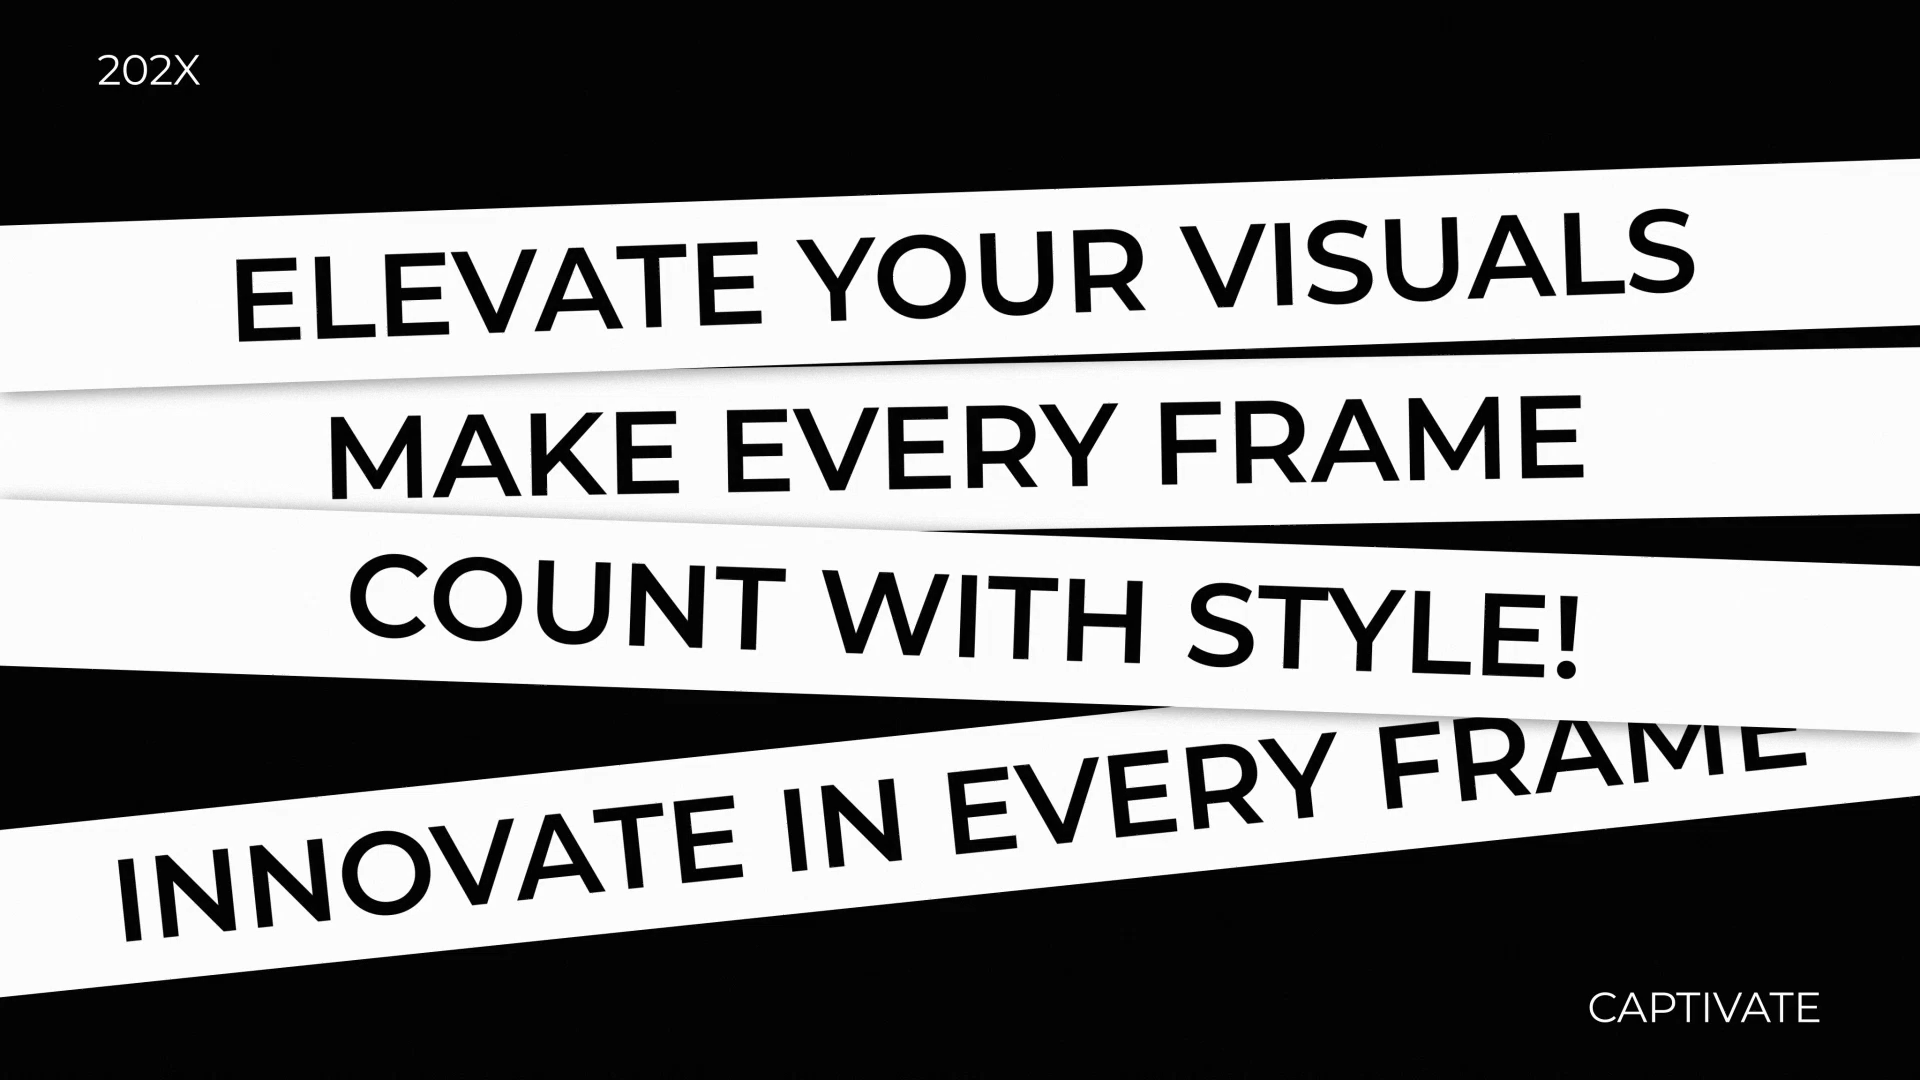 202X
ELEVATE YOUR VISUALS
MAKE EVERY FRAME
COUNT WITH STYLE!
INNOVATE IN EVERY FRAME
CAPTIVATE